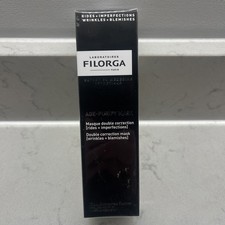 RIDES + IMPERFECTIONS
WRINKLES + BLEMISHES
LABORATOIRES
FILORGA
PARIS
AGE-PURIFY
Masque double correction
[rides + imperfections]
Double correction mask
[wrinkles + blemishes]